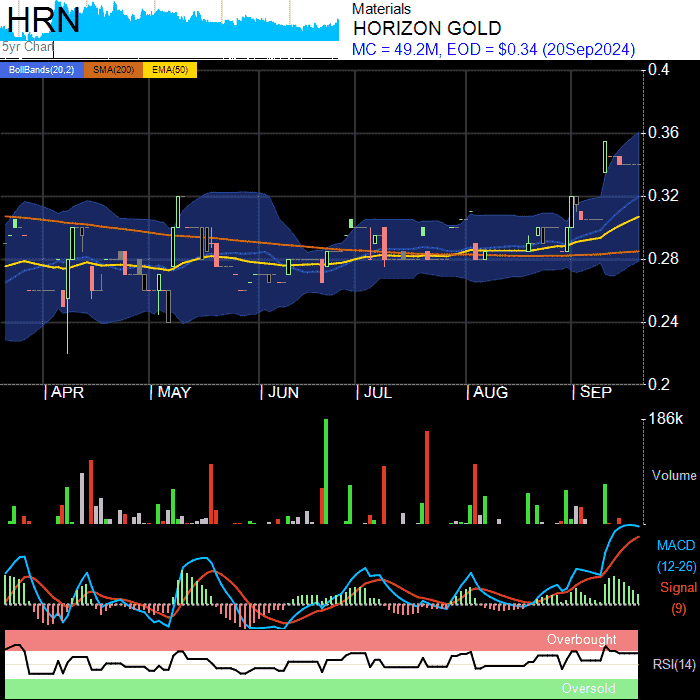 HRN
5yr Chart
Materials
HORIZON GOLD
MC = 49.2M, EOD = $0.34 (20Sep2024)
BollBands(20,2) SMA(200) EMA(50)
0.4
0.36
0.32
0.28
0.24
0.2
APR MAY JUN JUL AUG SEP
186k
Volume
MACD
(12-26)
Signal
(9)
Overbought
RSI(14)
Oversold